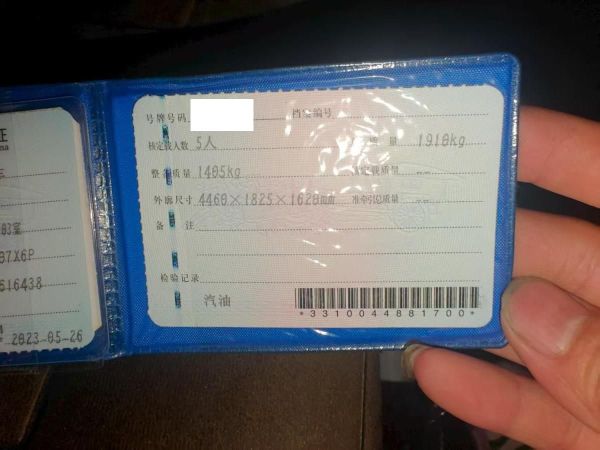 号牌号码 档案编号
核定载人数 5人 质量 1910kg
整备质量 1405kg 核定载质量 --
外廓尺寸 4460×1825×1620mm 准牵引总质量 --
备 注
检验记录
汽油
*3310044881700*
证
na
03室
37X6P
616438
2023-05-26